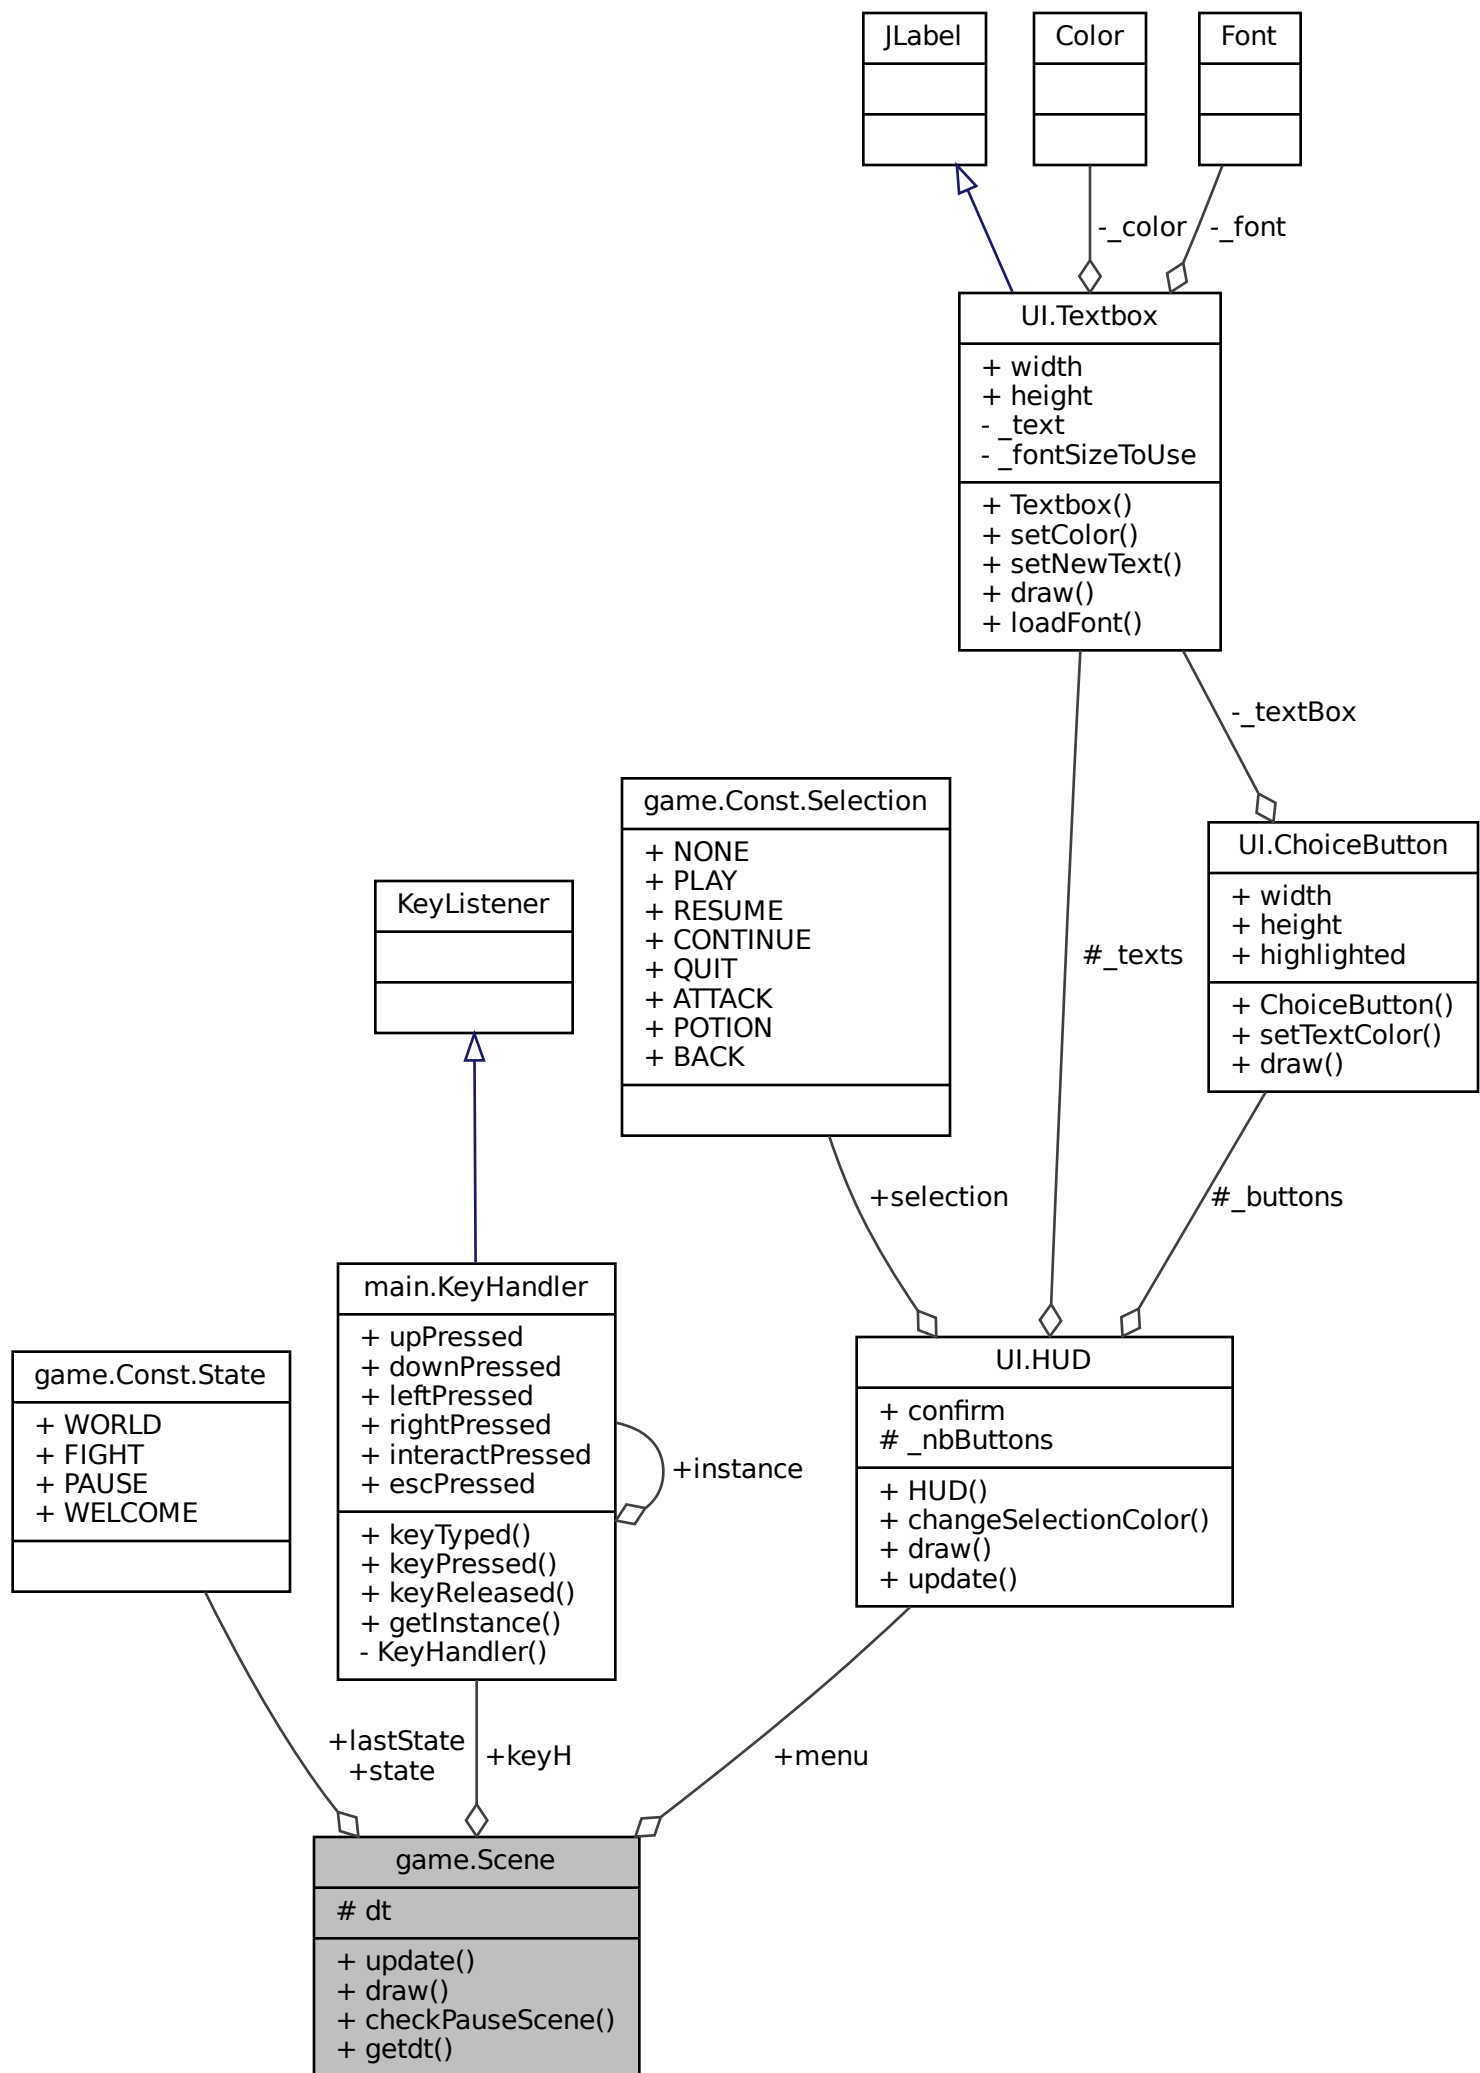 JLabel
Color
Font
-_color
-_font
UI.Textbox
+ width
+ height
- _text
- _fontSizeToUse
+ Textbox()
+ setColor()
+ setNewText()
+ draw()
+ loadFont()
-_textBox
game.Const.Selection
+ NONE
+ PLAY
+ RESUME
+ CONTINUE
+ QUIT
+ ATTACK
+ POTION
+ BACK
UI.ChoiceButton
+ width
+ height
+ highlighted
+ ChoiceButton()
+ setTextColor()
+ draw()
KeyListener
#_texts
+selection
#_buttons
main.KeyHandler
+ upPressed
+ downPressed
+ leftPressed
+ rightPressed
+ interactPressed
+ escPressed
+ keyTyped()
+ keyPressed()
+ keyReleased()
+ getInstance()
- KeyHandler()
+instance
game.Const.State
+ WORLD
+ FIGHT
+ PAUSE
+ WELCOME
UI.HUD
+ confirm
# _nbButtons
+ HUD()
+ changeSelectionColor()
+ draw()
+ update()
+lastState
+state
+keyH
+menu
game.Scene
# dt
+ update()
+ draw()
+ checkPauseScene()
+ getdt()